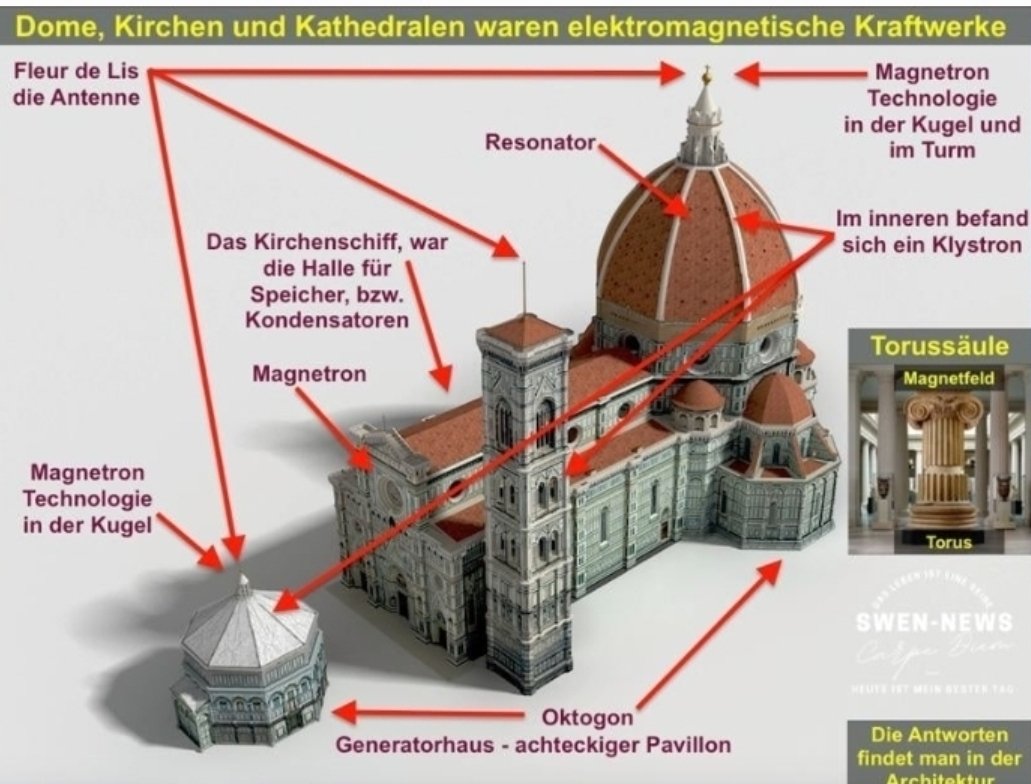 Dome, Kirchen und Kathedralen waren elektromagnetische Kraftwerke
Fleur de Lis
die Antenne
Magnetron
Technologie
in der Kugel und
im Turm
Resonator
Im inneren befand
sich ein Klystron
Das Kirchenschiff, war
die Halle für
Speicher, bzw.
Kondensatoren
Magnetron
Torussäule
Magnetfeld
Torus
Magnetron
Technologie
in der Kugel
DAS LEBEN IST EINE REISE
SWEN-NEWS
Carpe Diem
HEUTE IST MEIN BESTER TAG
Oktogon
Generatorhaus - achteckiger Pavillon
Die Antworten
findet man in der
Architektur